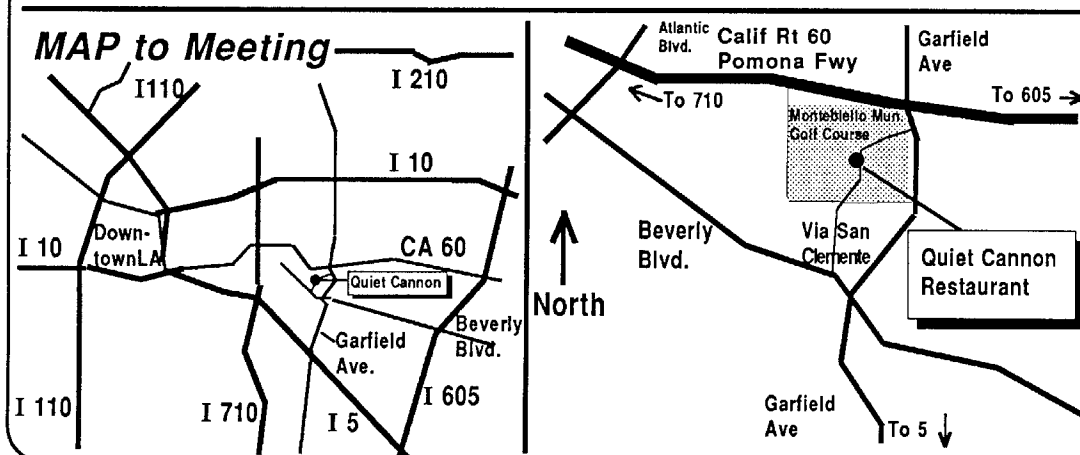 MAP to Meeting
I 210
I110
I 10
I 10
Down-
townLA
CA 60
Quiet Cannon
Garfield
Ave.
Beverly
Blvd.
I 110
I 710
I 5
I 605
Atlantic
Blvd.
Calif Rt 60
Pomona Fwy
Garfield
Ave
To 710
To 605
Montebiello Mun.
Golf Course
North
Beverly
Blvd.
Via San
Clemente
Quiet Cannon
Restaurant
Garfield
Ave
To 5